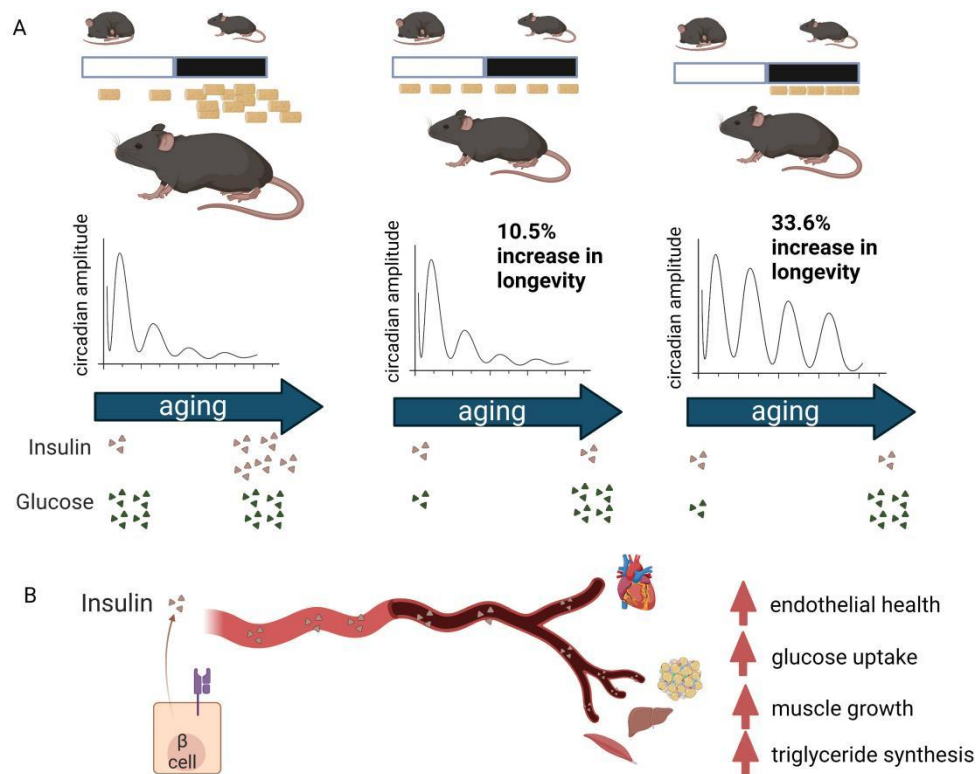 A
10.5%
increase in
longevity
33.6%
increase in
longevity
circadian amplitude
circadian amplitude
circadian amplitude
aging
aging
aging
Insulin
Glucose
B
Insulin
β
cell
endothelial health
glucose uptake
muscle growth
triglyceride synthesis